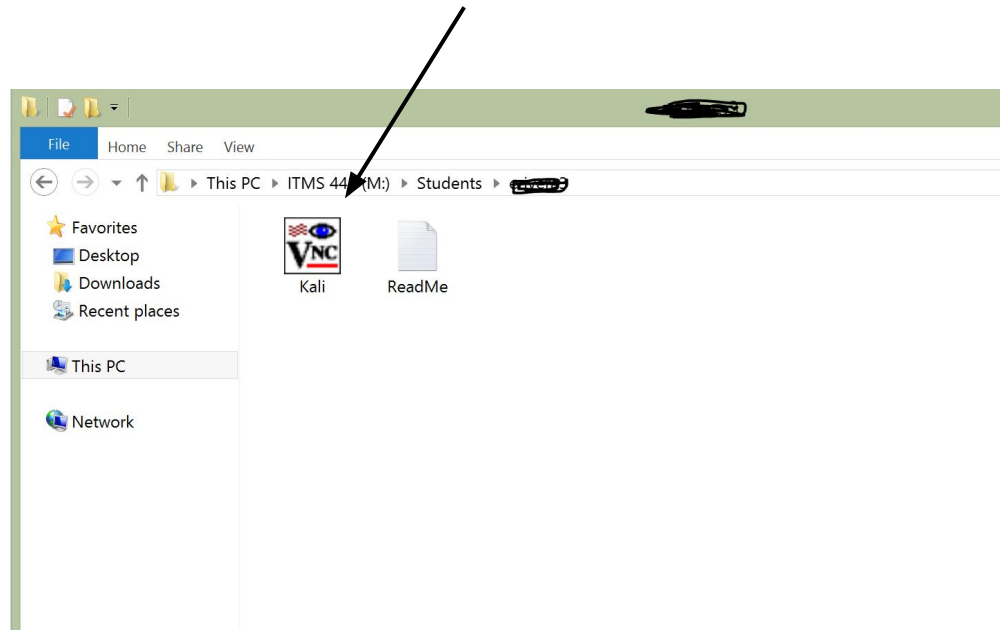 File Home Share View
This PC ITMS 44 (M:) Students
Favorites
Desktop
Downloads
Recent places
This PC
Network
VNC
Kali ReadMe